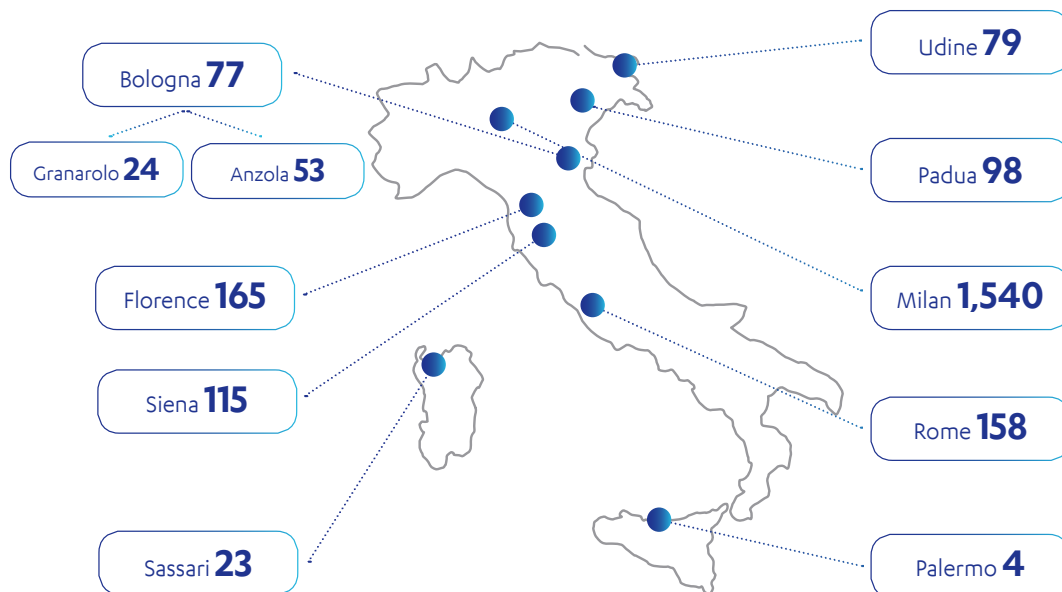 Bologna 77
Granarolo 24
Anzola 53
Florence 165
Siena 115
Sassari 23
Udine 79
Padua 98
Milan 1,540
Rome 158
Palermo 4